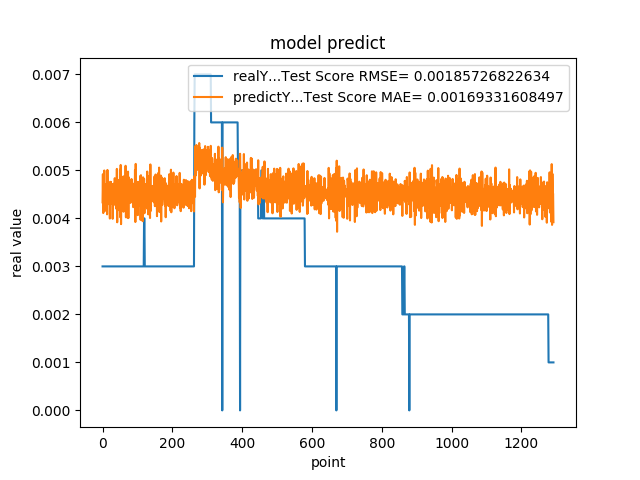 model predict
realY...Test Score RMSE= 0.00185726822634
predictY...Test Score MAE= 0.00169331608497
real value
0.007
0.006
0.005
0.004
0.003
0.002
0.001
0.000
0 200 400 600 800 1000 1200
point